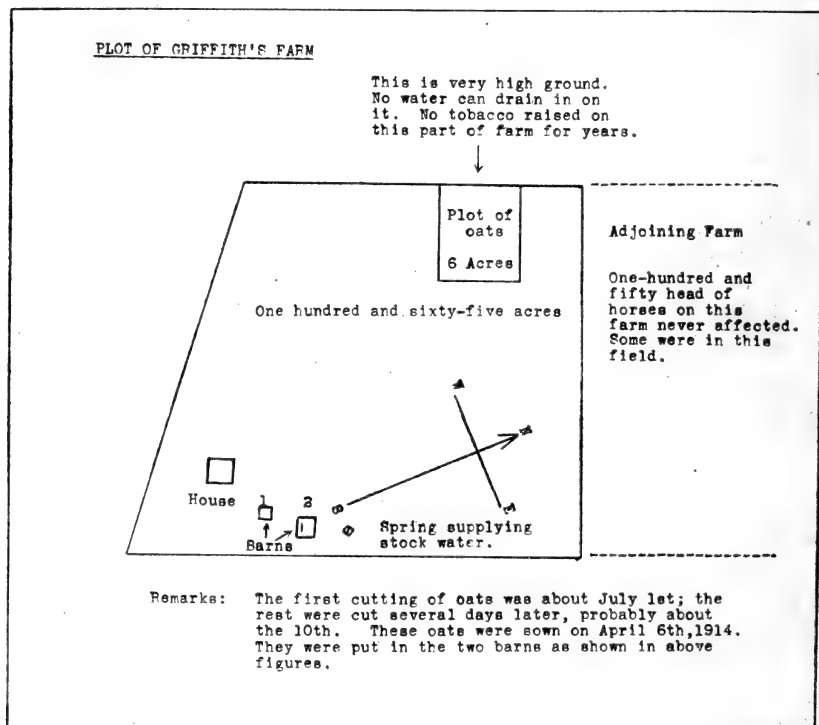 PLOT OF GRIFFITH'S FARM
This is very high ground.
No water can drain in on
it. No tobacco raised on
this part of farm for years.
Plot of
oats
6 Acres
Adjoining Farm
One-hundred and
fifty head of
horses on this
farm never affected.
Some were in this
field.
One hundred and sixty-five acres
W
N
House
1
2
S
E
Barns
Spring supplying
stock water.
Remarks: The first cutting of oats was about July 1st; the
rest were cut several days later, probably about
the 10th. These oats were sown on April 6th,1914.
They were put in the two barns as shown in above
figures.